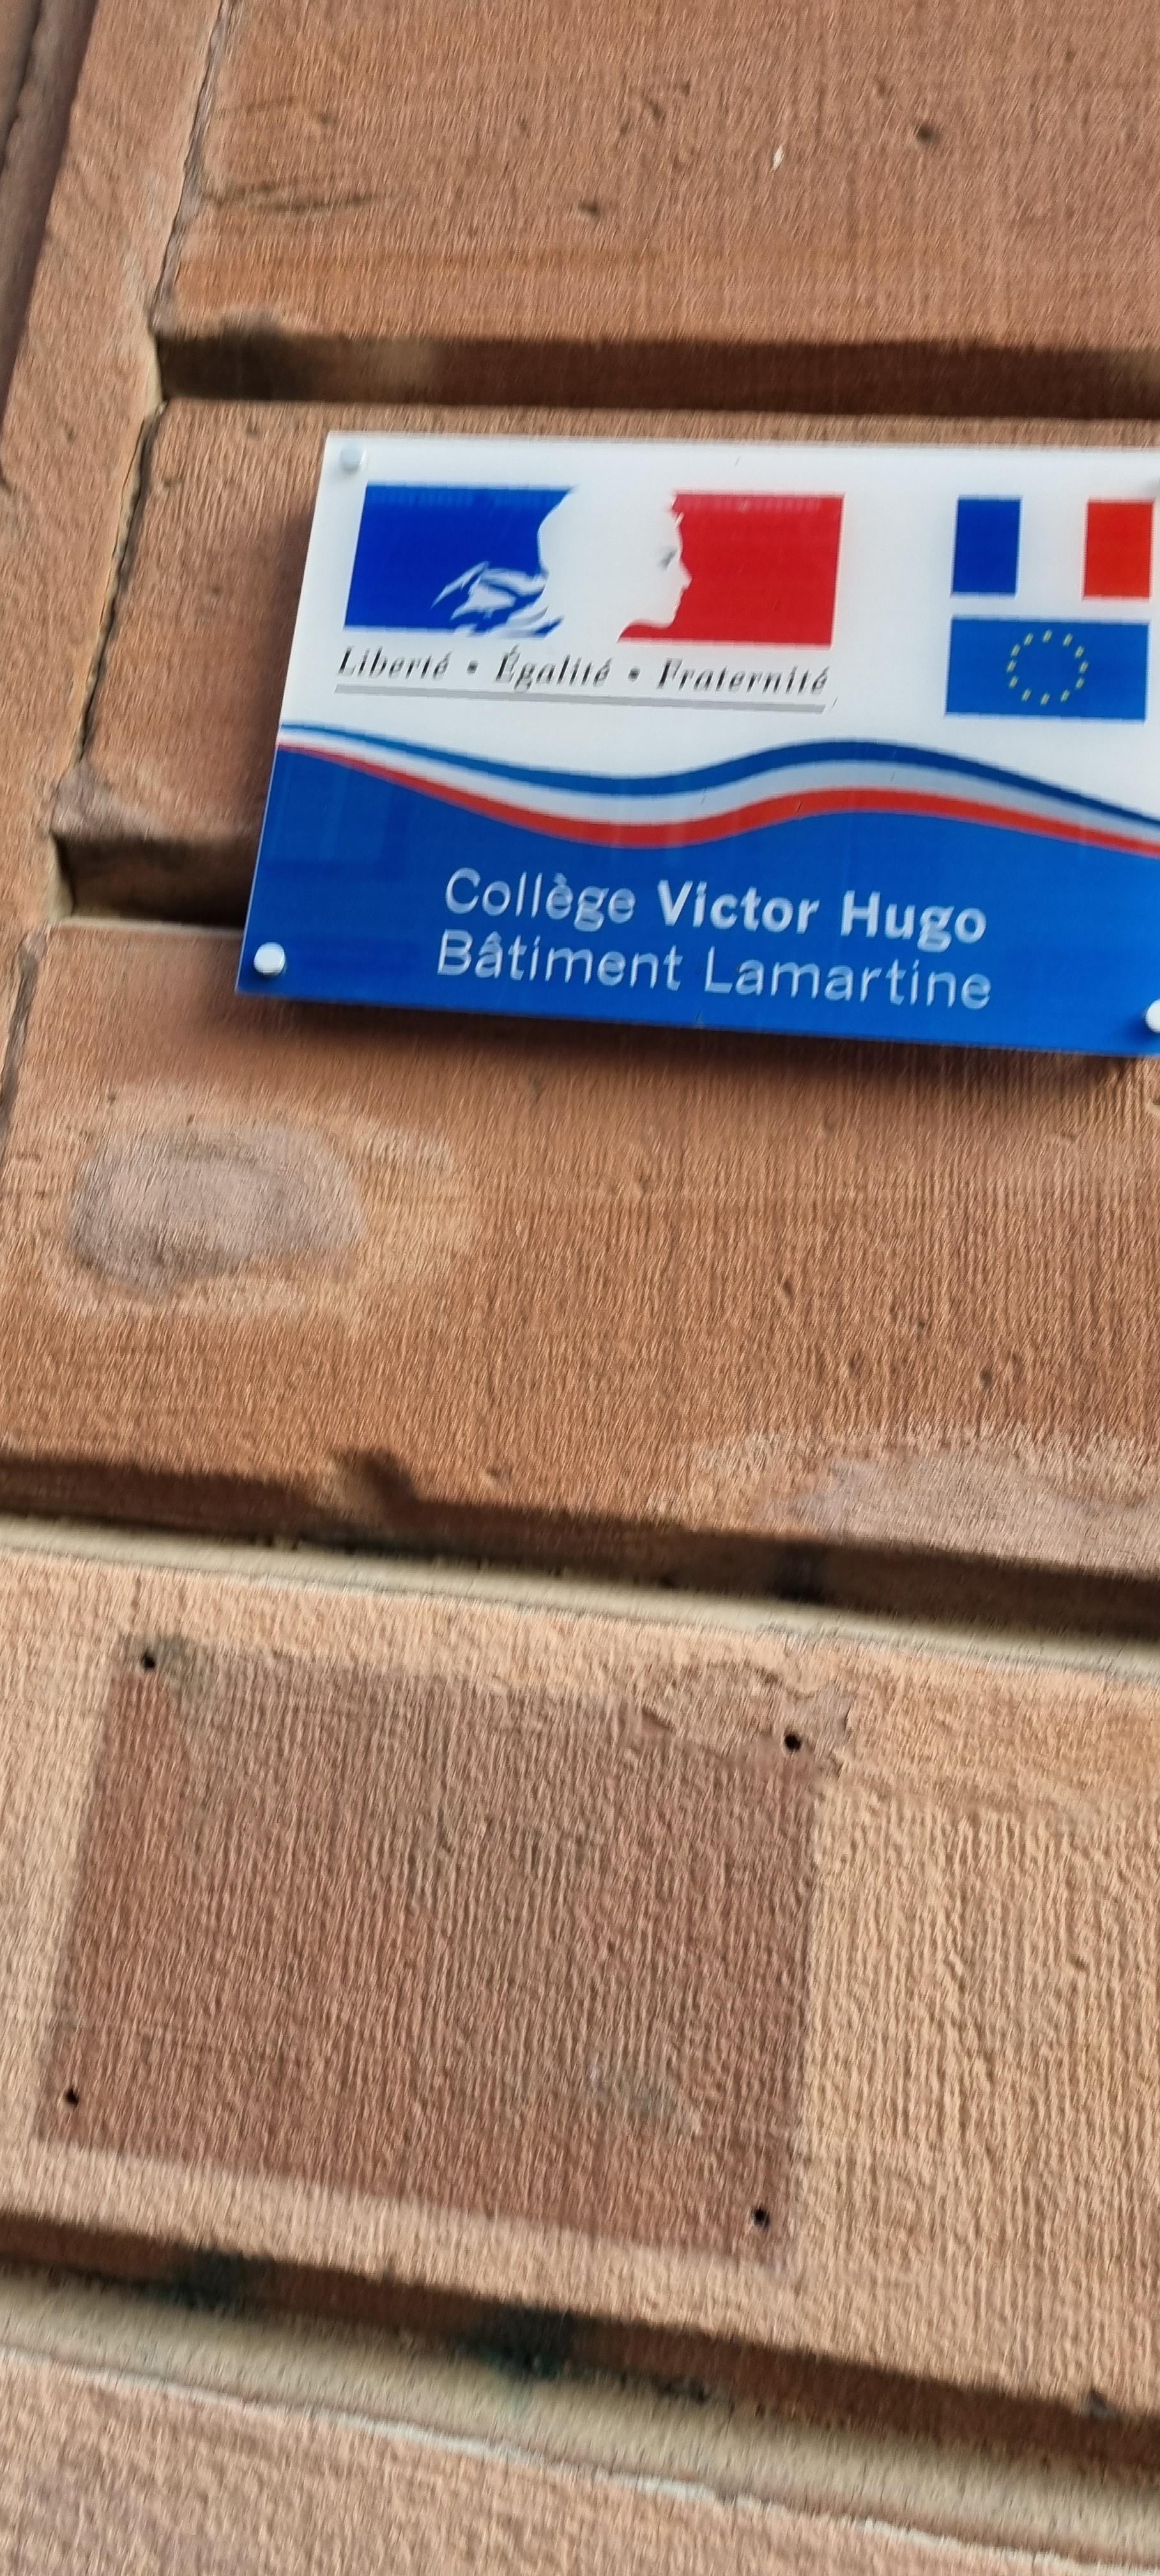 Liberté • Égalité • Fraternité
Collège Victor Hugo
Bâtiment Lamartine